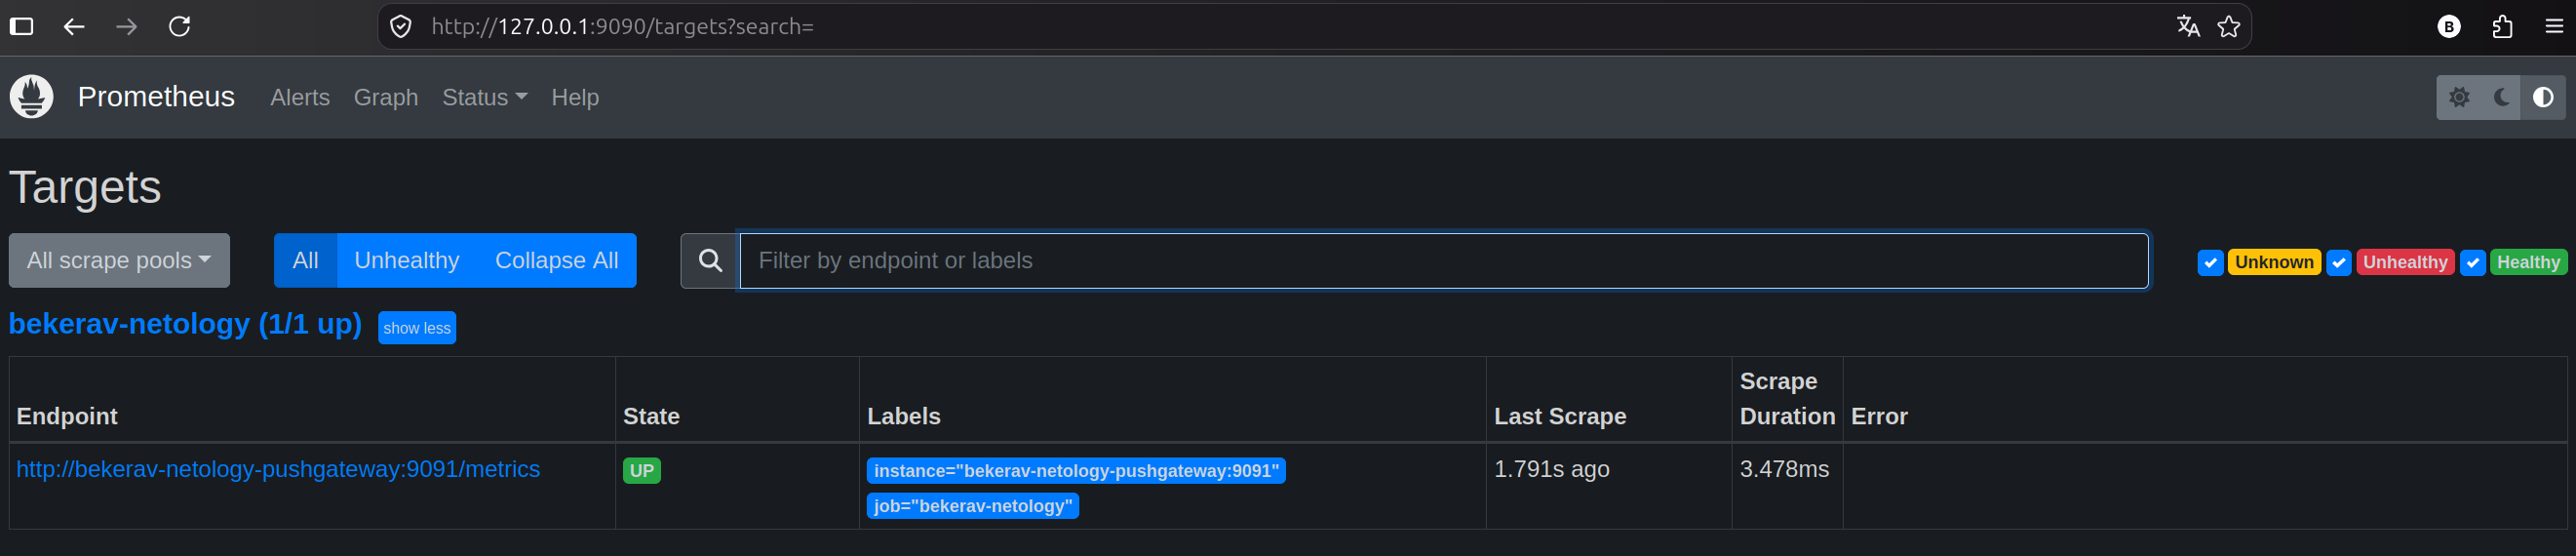 http://127.0.0.1:9090/targets?search=
B
Prometheus Alerts Graph Status Help
Targets
All scrape pools All Unhealthy Collapse All Filter by endpoint or labels Unknown Unhealthy Healthy
bekerav-netology (1/1 up) show less
Endpoint State Labels Last Scrape Scrape Duration Error
http://bekerav-netology-pushgateway:9091/metrics UP instance="bekerav-netology-pushgateway:9091" 1.791s ago 3.478ms
job="bekerav-netology"